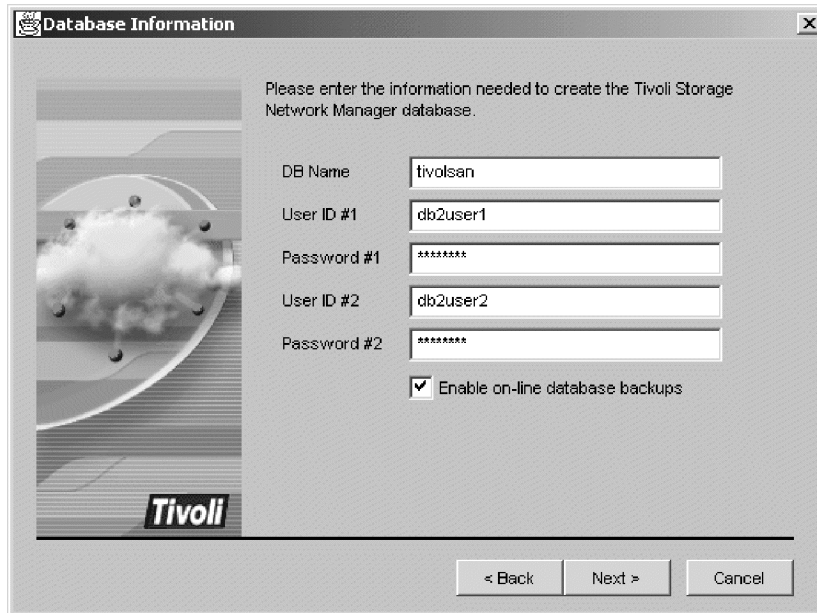 Database Information
Please enter the information needed to create the Tivoli Storage
Network Manager database.
DB Name
tivolsan
User ID #1
db2user1
Password #1
********
User ID #2
db2user2
Password #2
********
Enable on-line database backups
Tivoli
< Back
Next >
Cancel